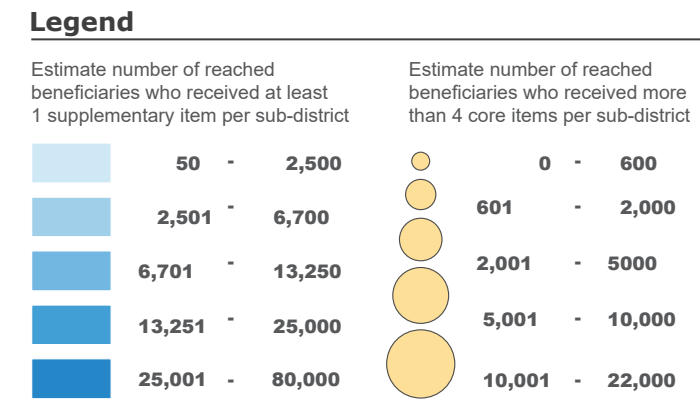 Legend
Estimate number of reached
beneficiaries who received at least
1 supplementary item per sub-district
50 - 2,500
2,501 - 6,700
6,701 - 13,250
13,251 - 25,000
25,001 - 80,000
Estimate number of reached
beneficiaries who received more
than 4 core items per sub-district
0 - 600
601 - 2,000
2,001 - 5000
5,001 - 10,000
10,001 - 22,000